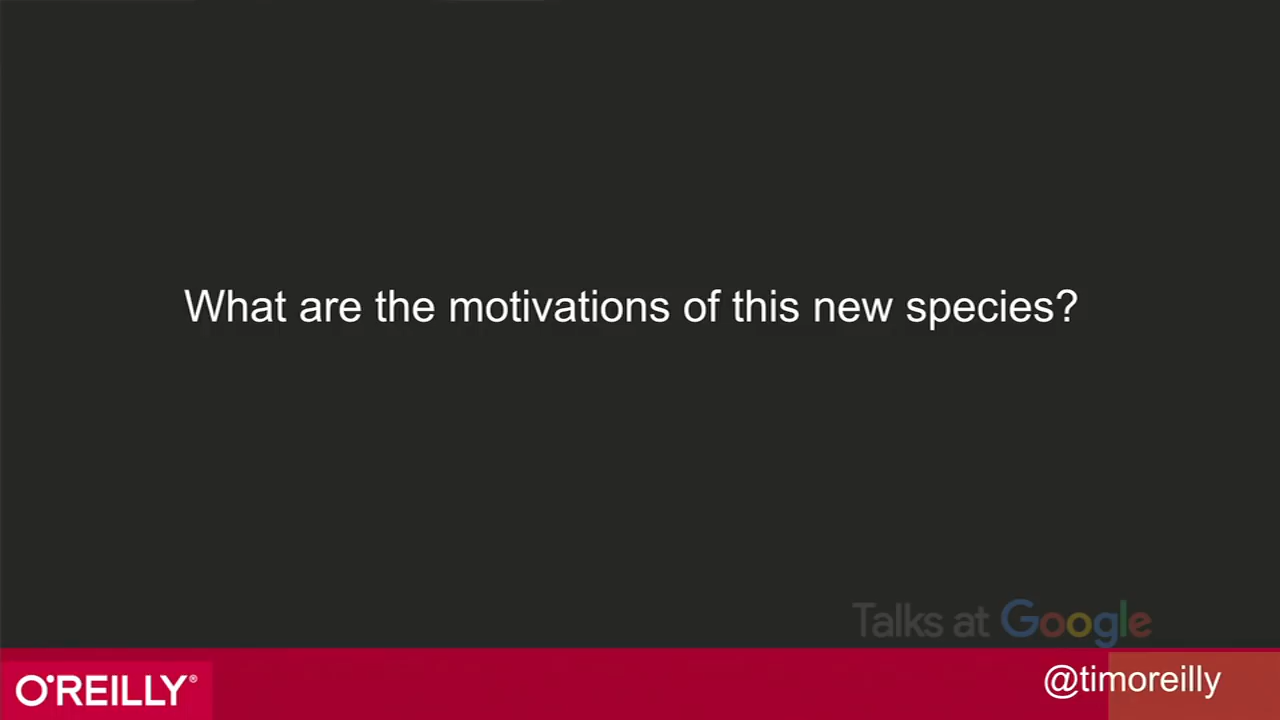 What are the motivations of this new species?
Talks at Google
O'REILLY®
@timoreilly